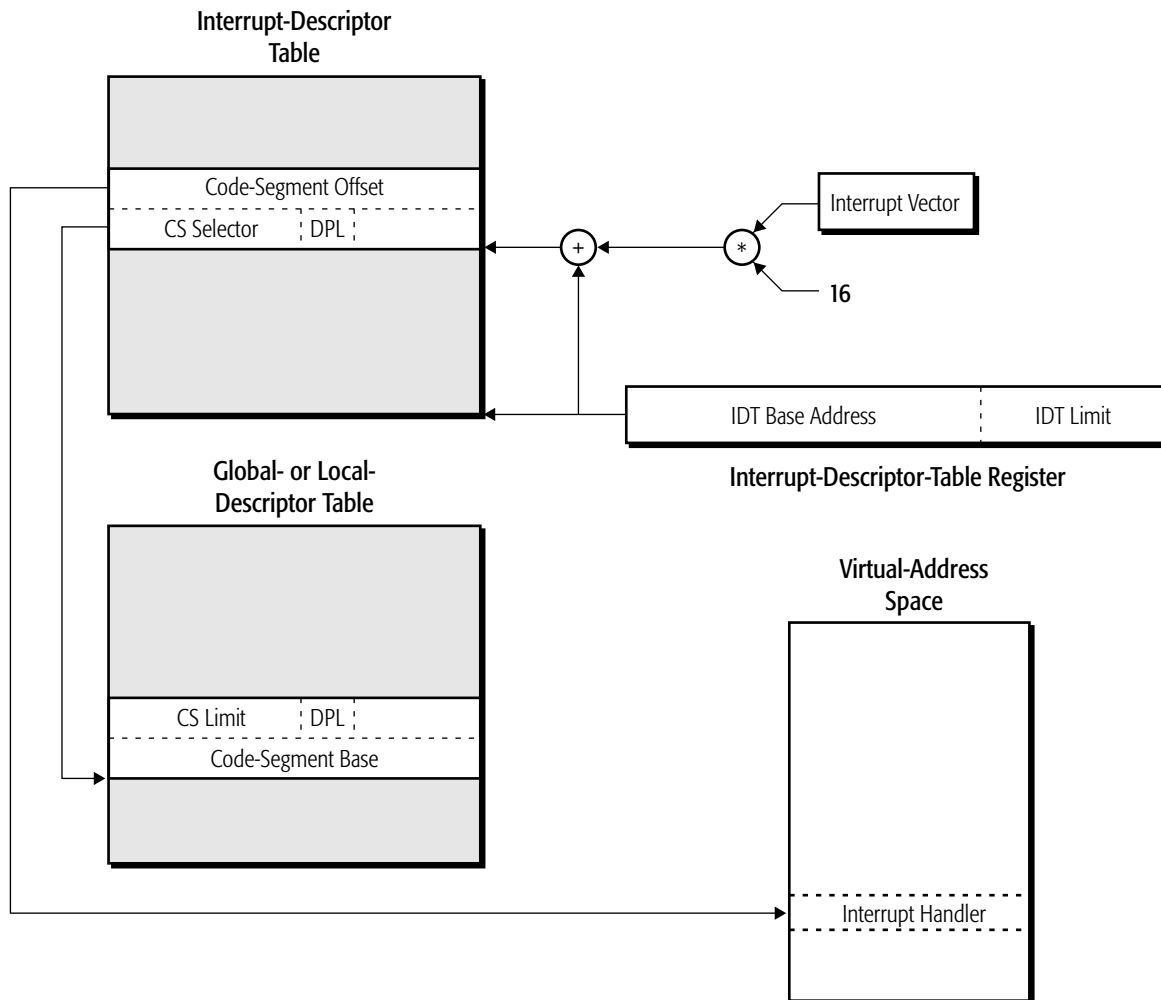 Interrupt-Descriptor
Table
Code-Segment Offset
CS Selector DPL
Interrupt Vector
+
*
16
IDT Base Address IDT Limit
Interrupt-Descriptor-Table Register
Global- or Local-
Descriptor Table
CS Limit DPL
Code-Segment Base
Virtual-Address
Space
Interrupt Handler